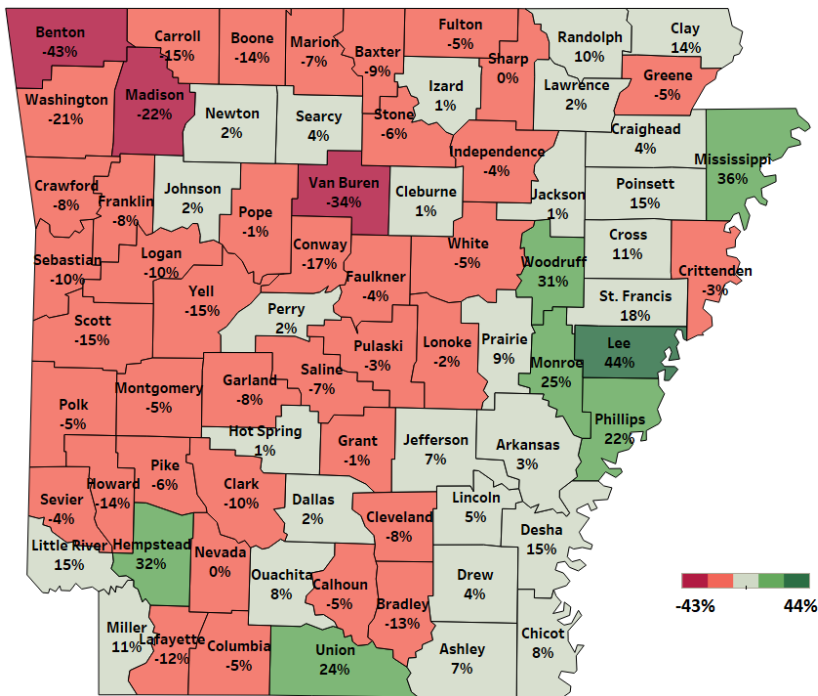 Benton
-43%
Carroll
-15%
Boone
-14%
Marion
-7%
Baxter
-9%
Fulton
-5%
Sharp
0%
Randolph
10%
Clay
14%
Washington
-21%
Madison
-22%
Newton
2%
Searcy
4%
Stone
-6%
Izard
1%
Lawrence
2%
Greene
-5%
Independence
-4%
Craighead
4%
Mississippi
36%
Crawford
-8%
Franklin
-8%
Johnson
2%
Pope
-1%
Van Buren
-34%
Cleburne
1%
Jackson
1%
Poinsett
15%
Sebastian
-10%
Logan
-10%
Conway
-17%
Faulkner
-4%
White
-5%
Woodruff
31%
Cross
11%
Crittenden
-3%
Scott
-15%
Yell
-15%
Perry
2%
Pulaski
-3%
Lonoke
-2%
Prairie
9%
St. Francis
18%
Monroe
25%
Lee
44%
Polk
-5%
Montgomery
-5%
Garland
-8%
Saline
-7%
Phillips
22%
Hot Spring
1%
Grant
-1%
Jefferson
7%
Arkansas
3%
Sevier
-4%
Howard
-14%
Pike
-6%
Clark
-10%
Dallas
2%
Cleveland
-8%
Lincoln
5%
Desha
15%
Little River
15%
Hempstead
32%
Nevada
0%
Ouachita
8%
Calhoun
-5%
Bradley
-13%
Drew
4%
Miller
11%
Lafayette
-12%
Columbia
-5%
Union
24%
Ashley
7%
Chicot
8%
-43%
44%